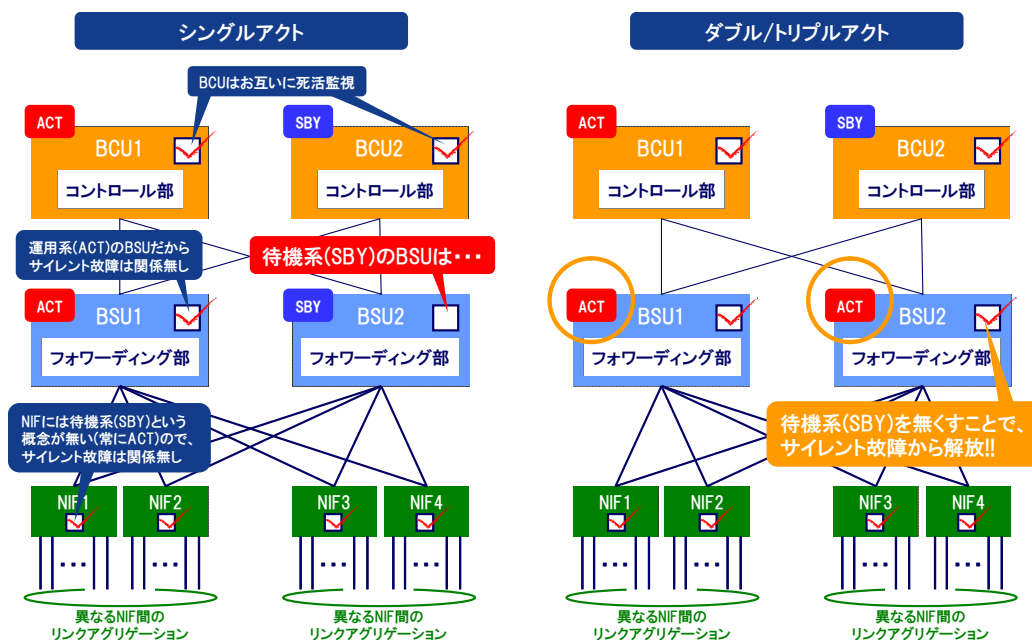 シングルアクト
BCUはお互いに死活監視
ACT
BCU1
コントロール部
SBY
BCU2
コントロール部
運用系(ACT)のBSUだから
サイレント故障は関係無し
待機系(SBY)のBSUは・・・
ACT
BSU1
フォワーディング部
SBY
BSU2
フォワーディング部
NIFには待機系(SBY)という
概念が無い(常にACT)ので、
サイレント故障は関係無し
NIF1
NIF2
NIF3
NIF4
・・・
・・・
・・・
・・・
異なるNIF間の
リンクアグリゲーション
異なるNIF間の
リンクアグリゲーション
ダブル/トリプルアクト
ACT
BCU1
コントロール部
SBY
BCU2
コントロール部
ACT
BSU1
フォワーディング部
ACT
BSU2
フォワーディング部
待機系(SBY)を無くすことで、
サイレント故障から解放!!
NIF1
NIF2
NIF3
NIF4
・・・
・・・
・・・
・・・
異なるNIF間の
リンクアグリゲーション
異なるNIF間の
リンクアグリゲーション